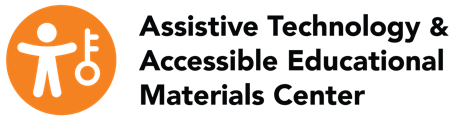 Assistive Technology &
Accessible Educational
Materials Center